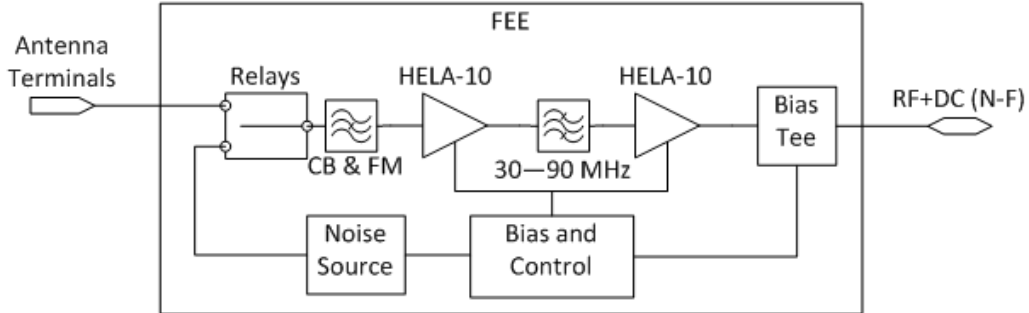 FEE
Antenna
Terminals
Relays
HELA-10
HELA-10
Bias
Tee
RF+DC (N-F)
CB & FM
30—90 MHz
Noise
Source
Bias and
Control